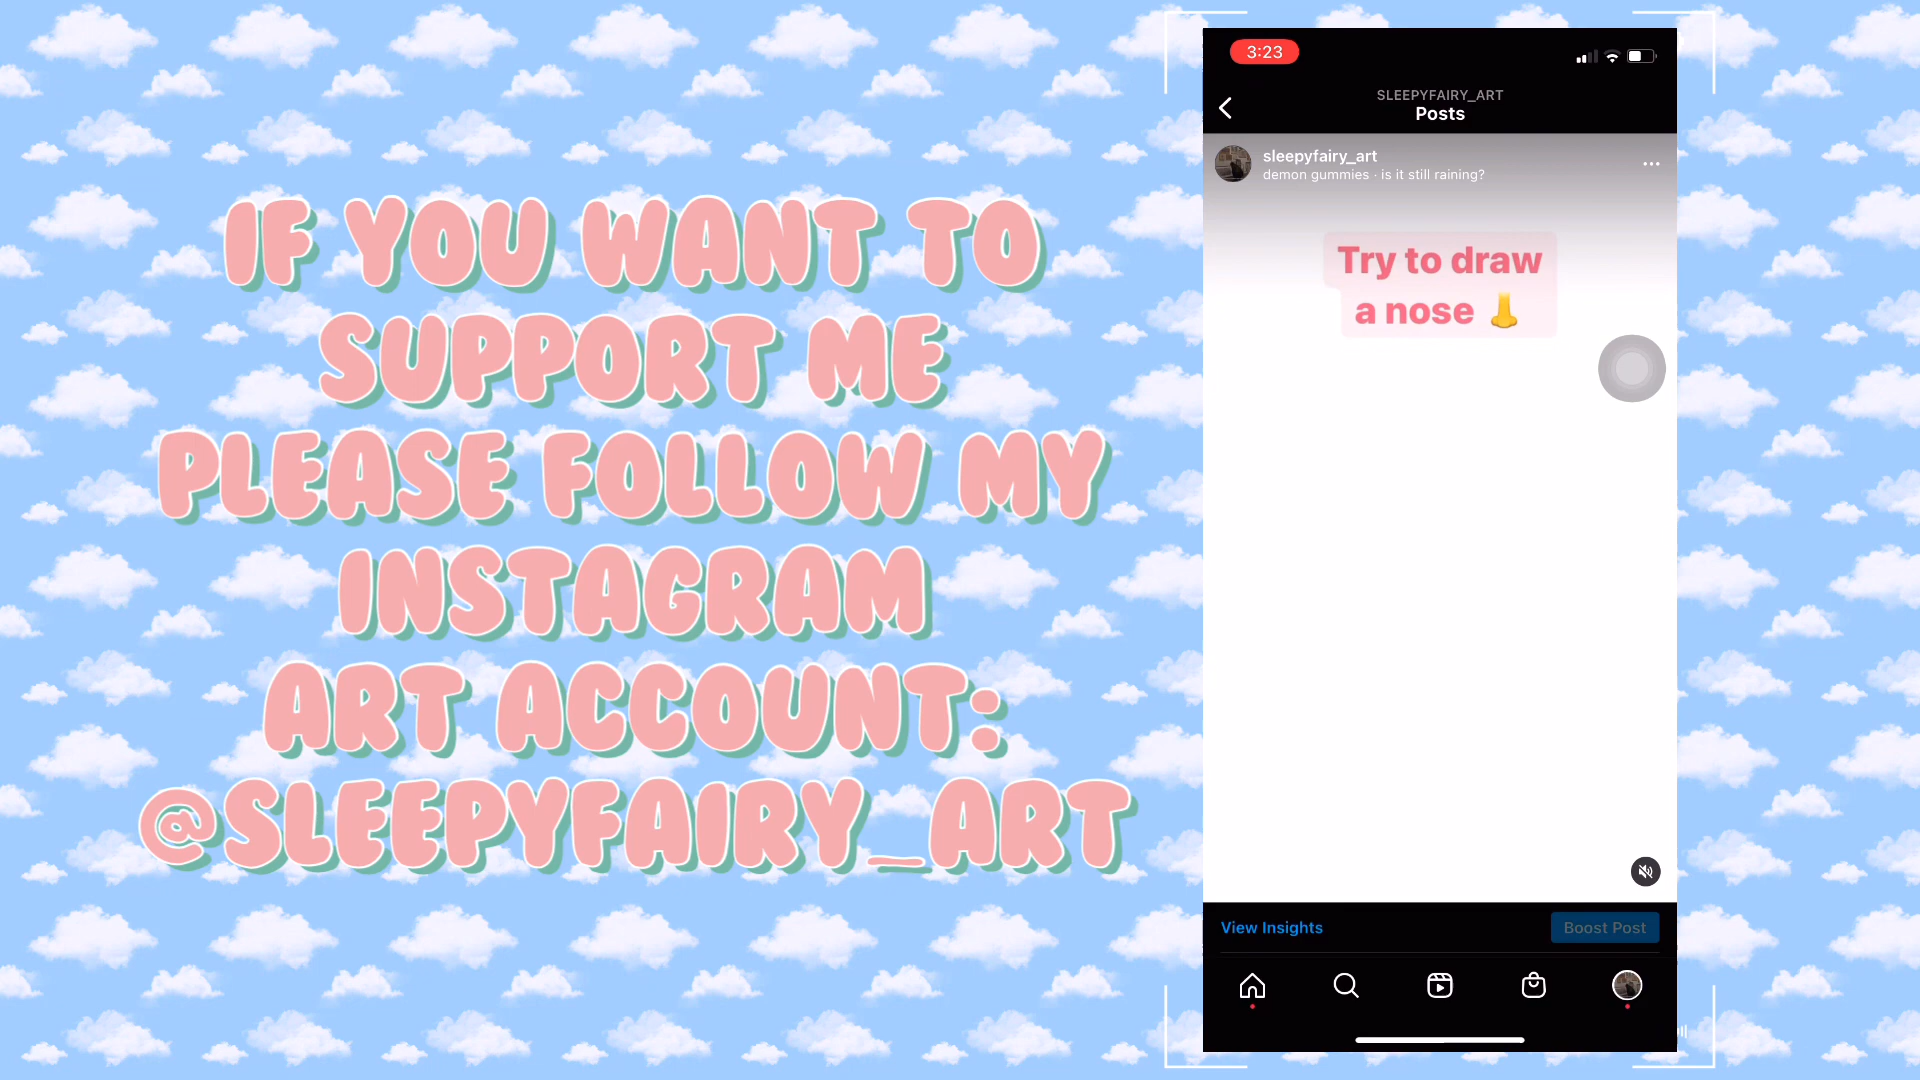 IF YOU WANT TO
SUPPORT ME
PLEASE FOLLOW MY
INSTAGRAM
ART ACCOUNT:
@SLEEPYFAIRY_ART
3:23
SLEEPYFAIRY_ART
Posts
sleepyfairy_art
demon gummies · is it still raining?
Try to draw
a nose 👃
View Insights
Boost Post